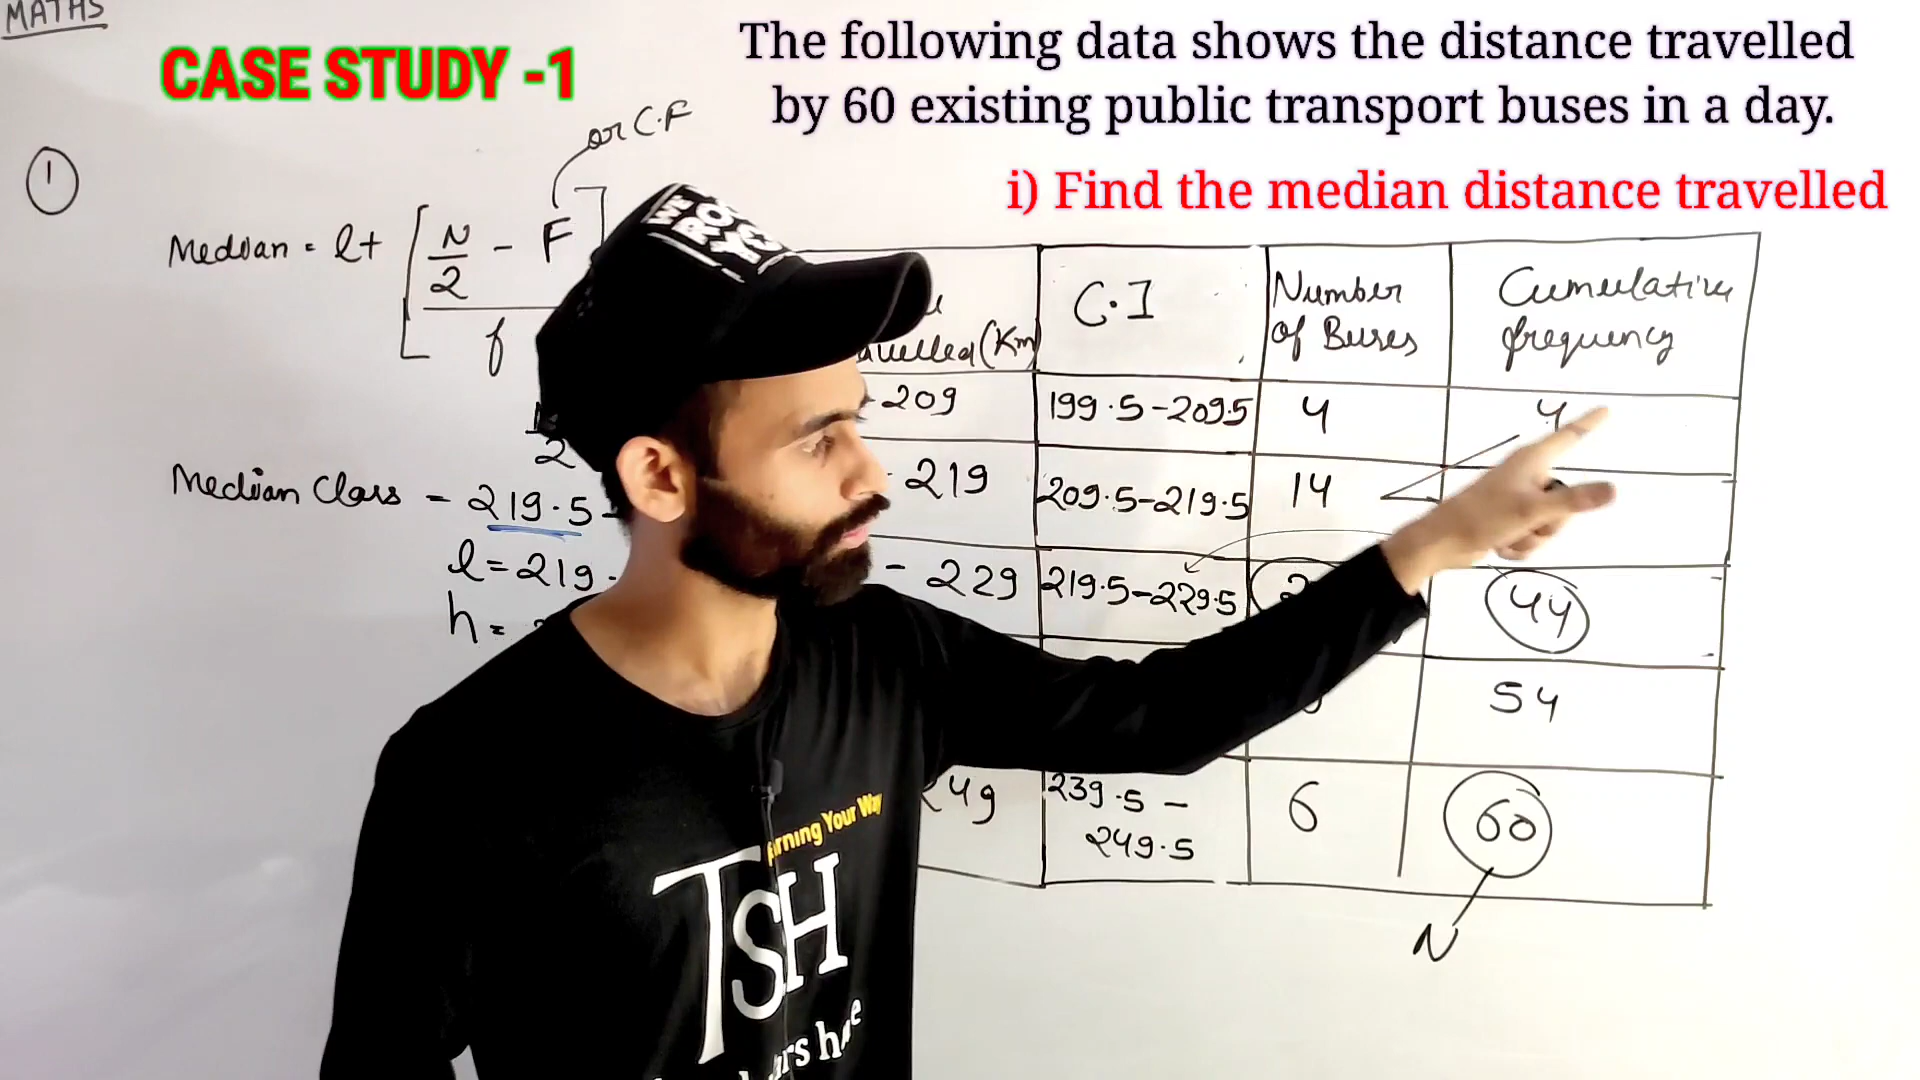 MATHS
CASE STUDY -1
The following data shows the distance travelled
by 60 existing public transport buses in a day.
i) Find the median distance travelled
1
or C.F
Median = l+ [ N/2 - F
f
2
Median Class - 219.5 -
l = 219.
h =
(Km)
C.I
Number
of Buses
Cumulative
frequency
209
199.5-209.5
4
4
- 219
209.5-219.5
14
- 229
219.5-229.5
44
54
249
239.5 -
249.5
6
60
N
WE
TSH